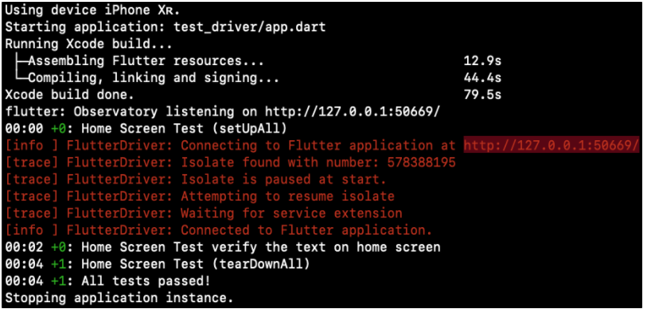 Using device iPhone Xʀ.
Starting application: test_driver/app.dart
Running Xcode build...
├─Assembling Flutter resources... 12.9s
└─Compiling, linking and signing... 44.4s
Xcode build done. 79.5s
flutter: Observatory listening on http://127.0.0.1:50669/
00:00 +0: Home Screen Test (setUpAll)
[info ] FlutterDriver: Connecting to Flutter application at http://127.0.0.1:50669/
[trace] FlutterDriver: Isolate found with number: 578388195
[trace] FlutterDriver: Isolate is paused at start.
[trace] FlutterDriver: Attempting to resume isolate
[trace] FlutterDriver: Waiting for service extension
[info ] FlutterDriver: Connected to Flutter application.
00:02 +0: Home Screen Test verify the text on home screen
00:04 +1: Home Screen Test (tearDownAll)
00:04 +1: All tests passed!
Stopping application instance.